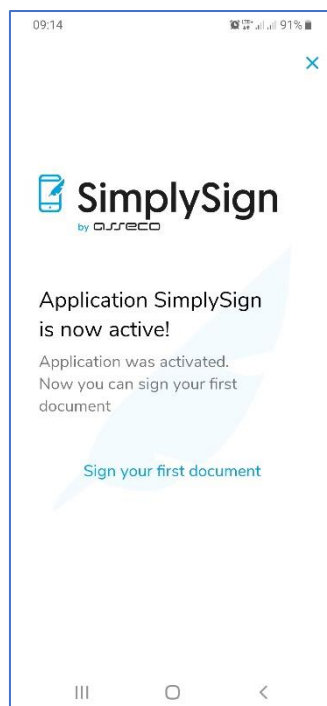 09:14
91%
SimplySign
by asseco
Application SimplySign
is now active!
Application was activated.
Now you can sign your first
document
Sign your first document